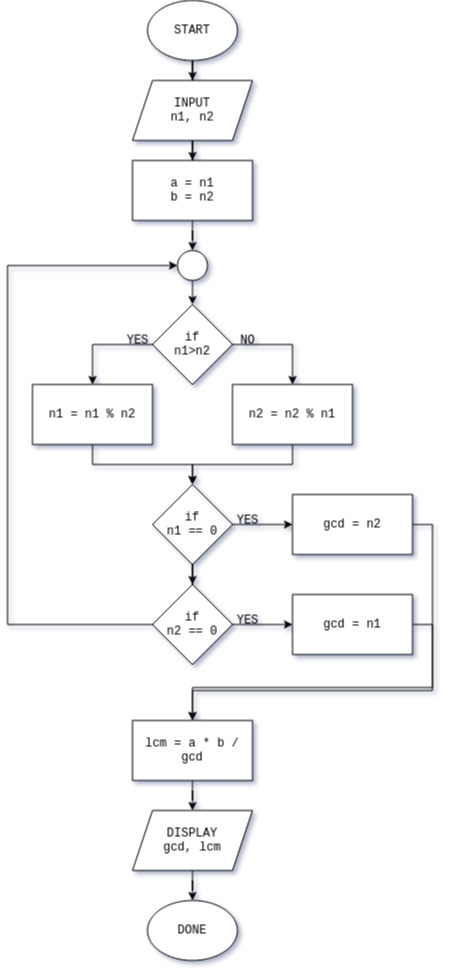 START
INPUT
n1, n2
a = n1
b = n2
if
n1>n2
YES
NO
n1 = n1 % n2
n2 = n2 % n1
if
n1 == 0
YES
gcd = n2
if
n2 == 0
YES
gcd = n1
lcm = a * b /
gcd
DISPLAY
gcd, lcm
DONE